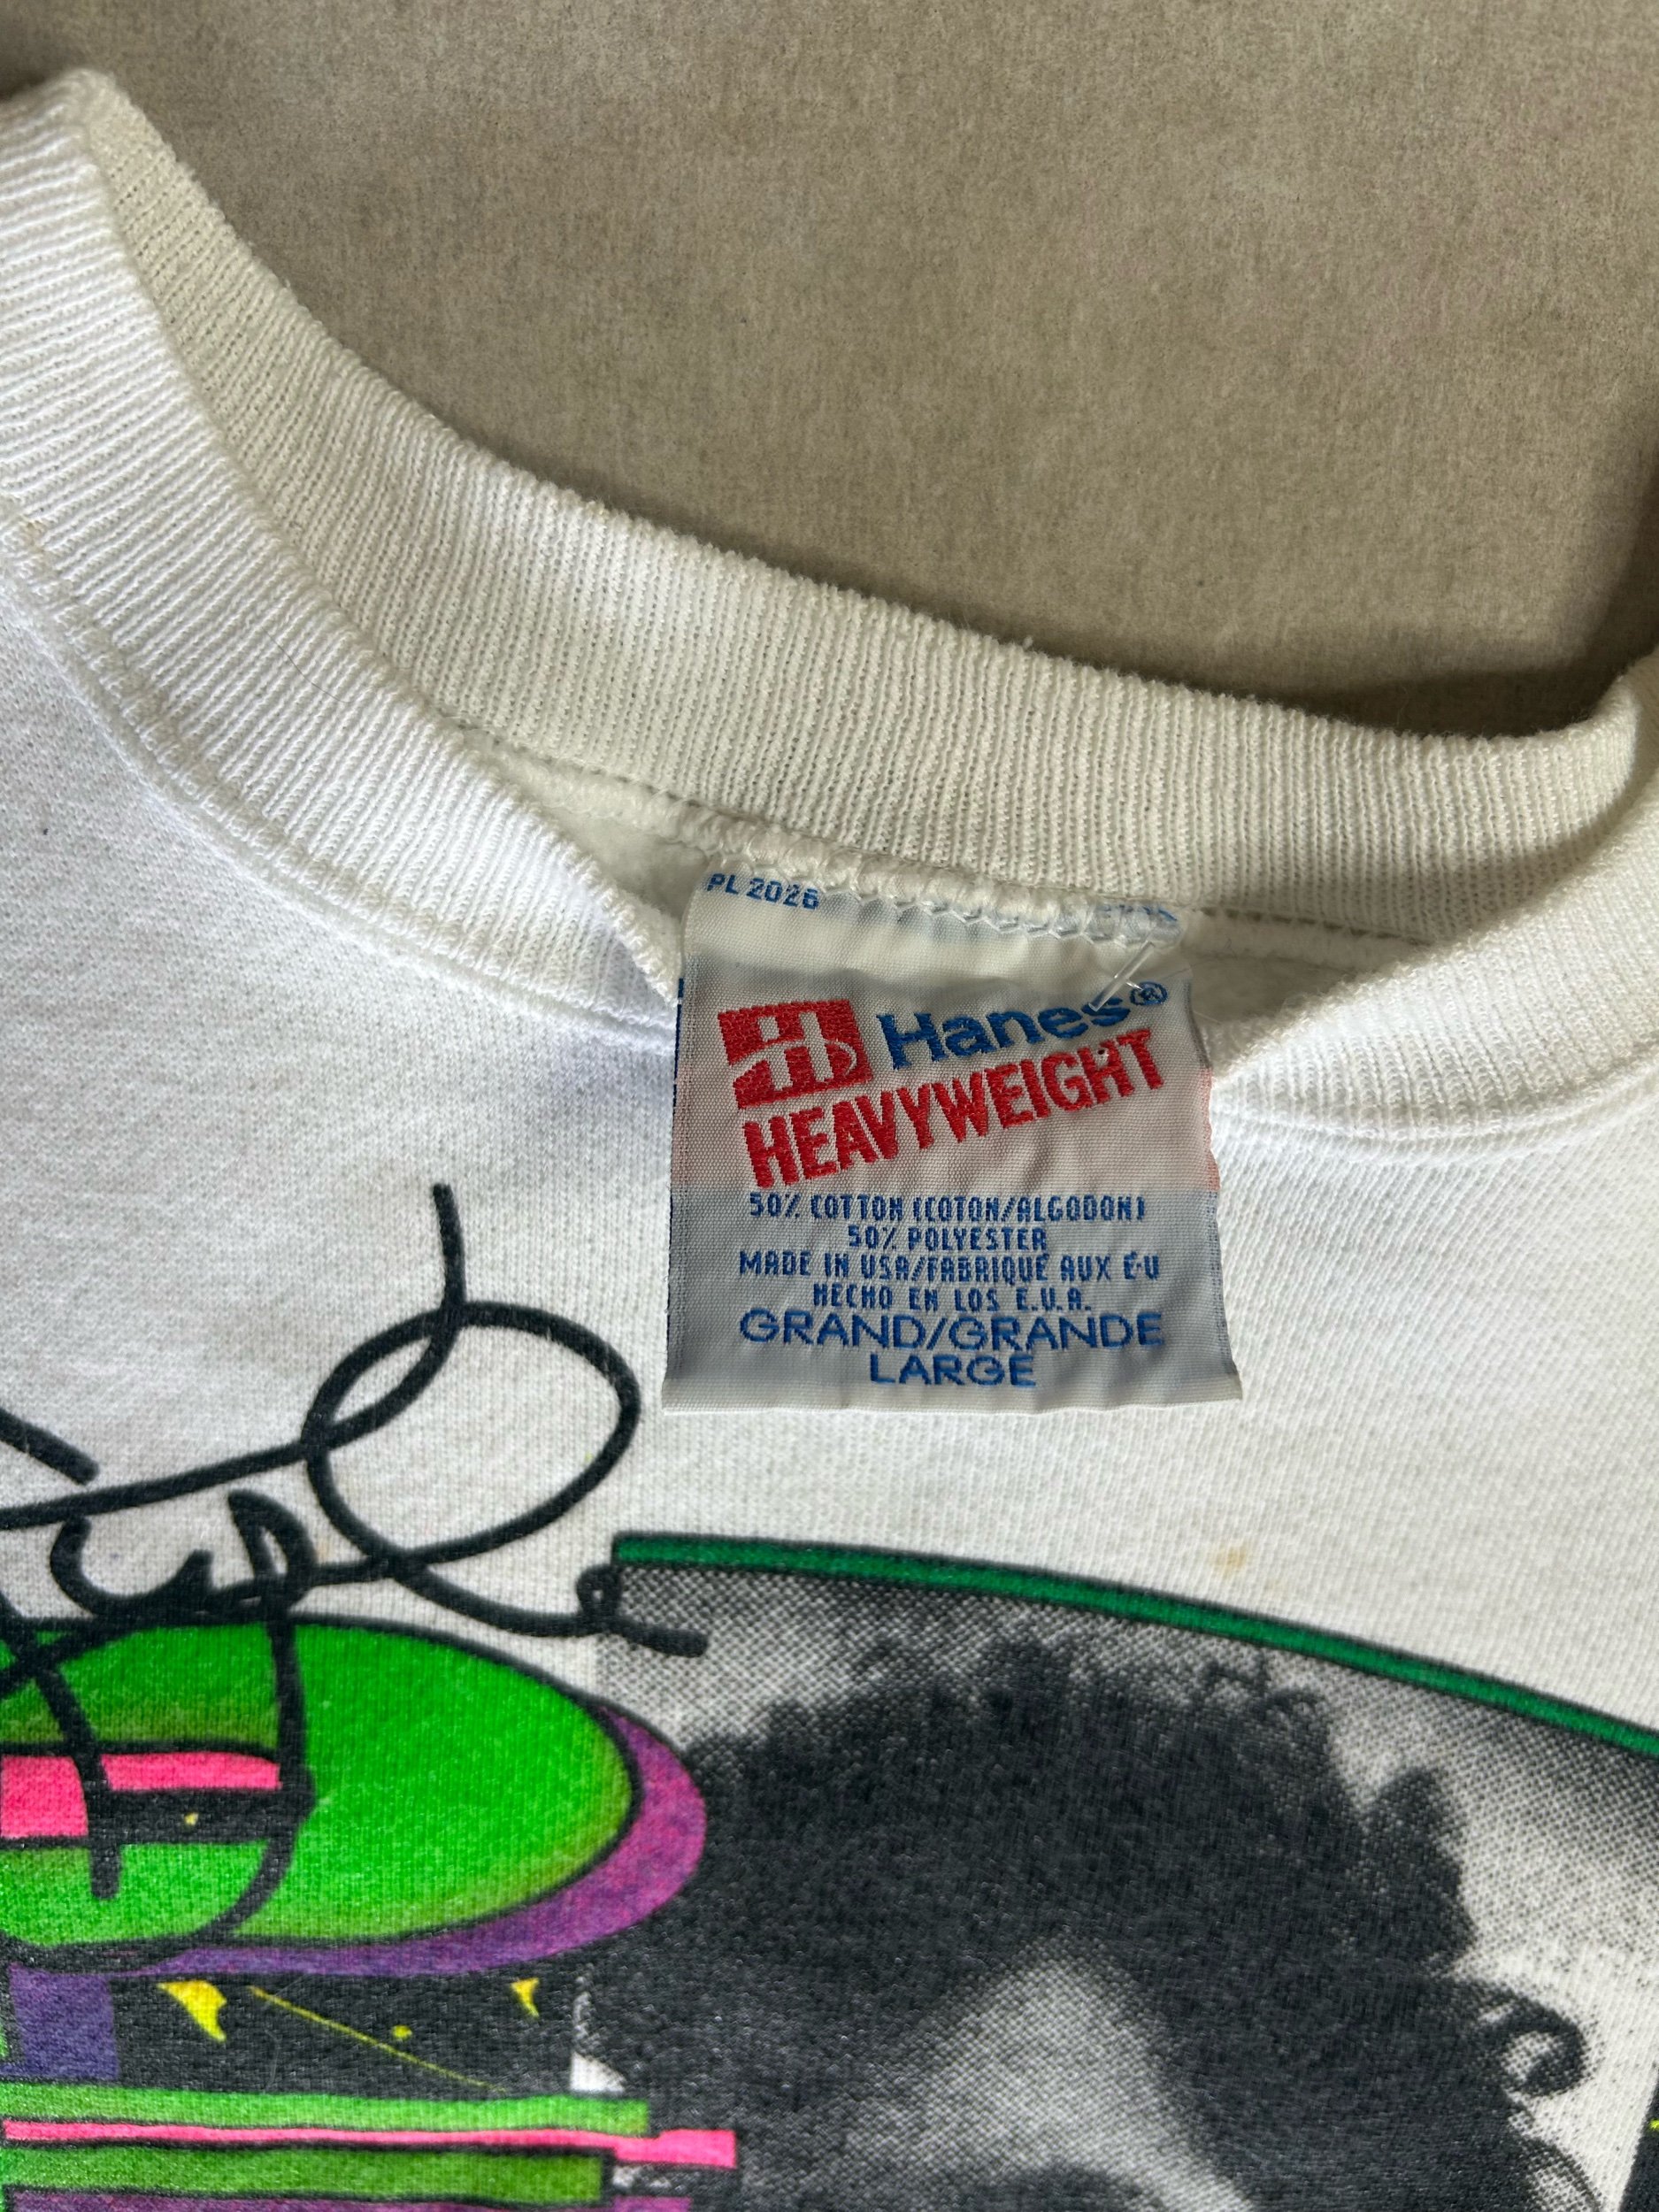 PL 2026
Hanes®
HEAVYWEIGHT
50% COTTON (COTON/ALGODON)
50% POLYESTER
MADE IN USA/FABRIQUÉ AUX É-U
HECHO EN LOS E.U.A.
GRAND/GRANDE
LARGE